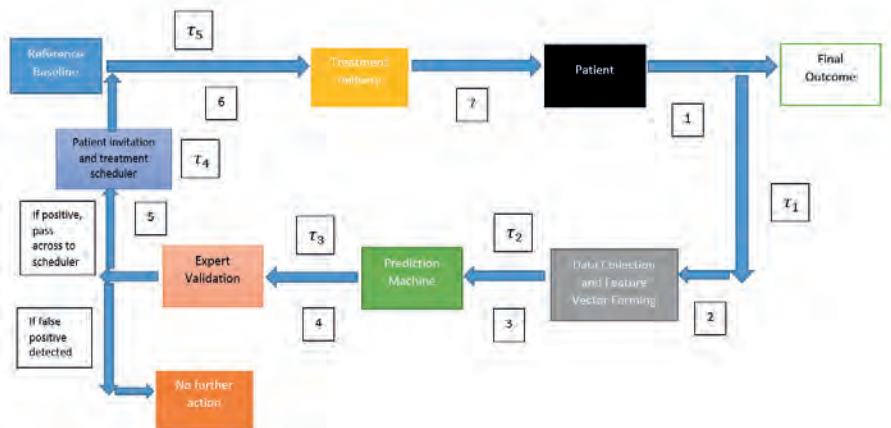 τ₅
Reference
Baseline
Treatment
Delivery
Patient
Final
Outcome
6
7
1
Patient invitation
and treatment
scheduler
τ₄
τ₁
If positive,
pass
across to
scheduler
5
τ₃
τ₂
Expert
Validation
Prediction
Machine
Data Collection
and Feature
Vector Forming
2
4
3
If false
positive
detected
No further
action